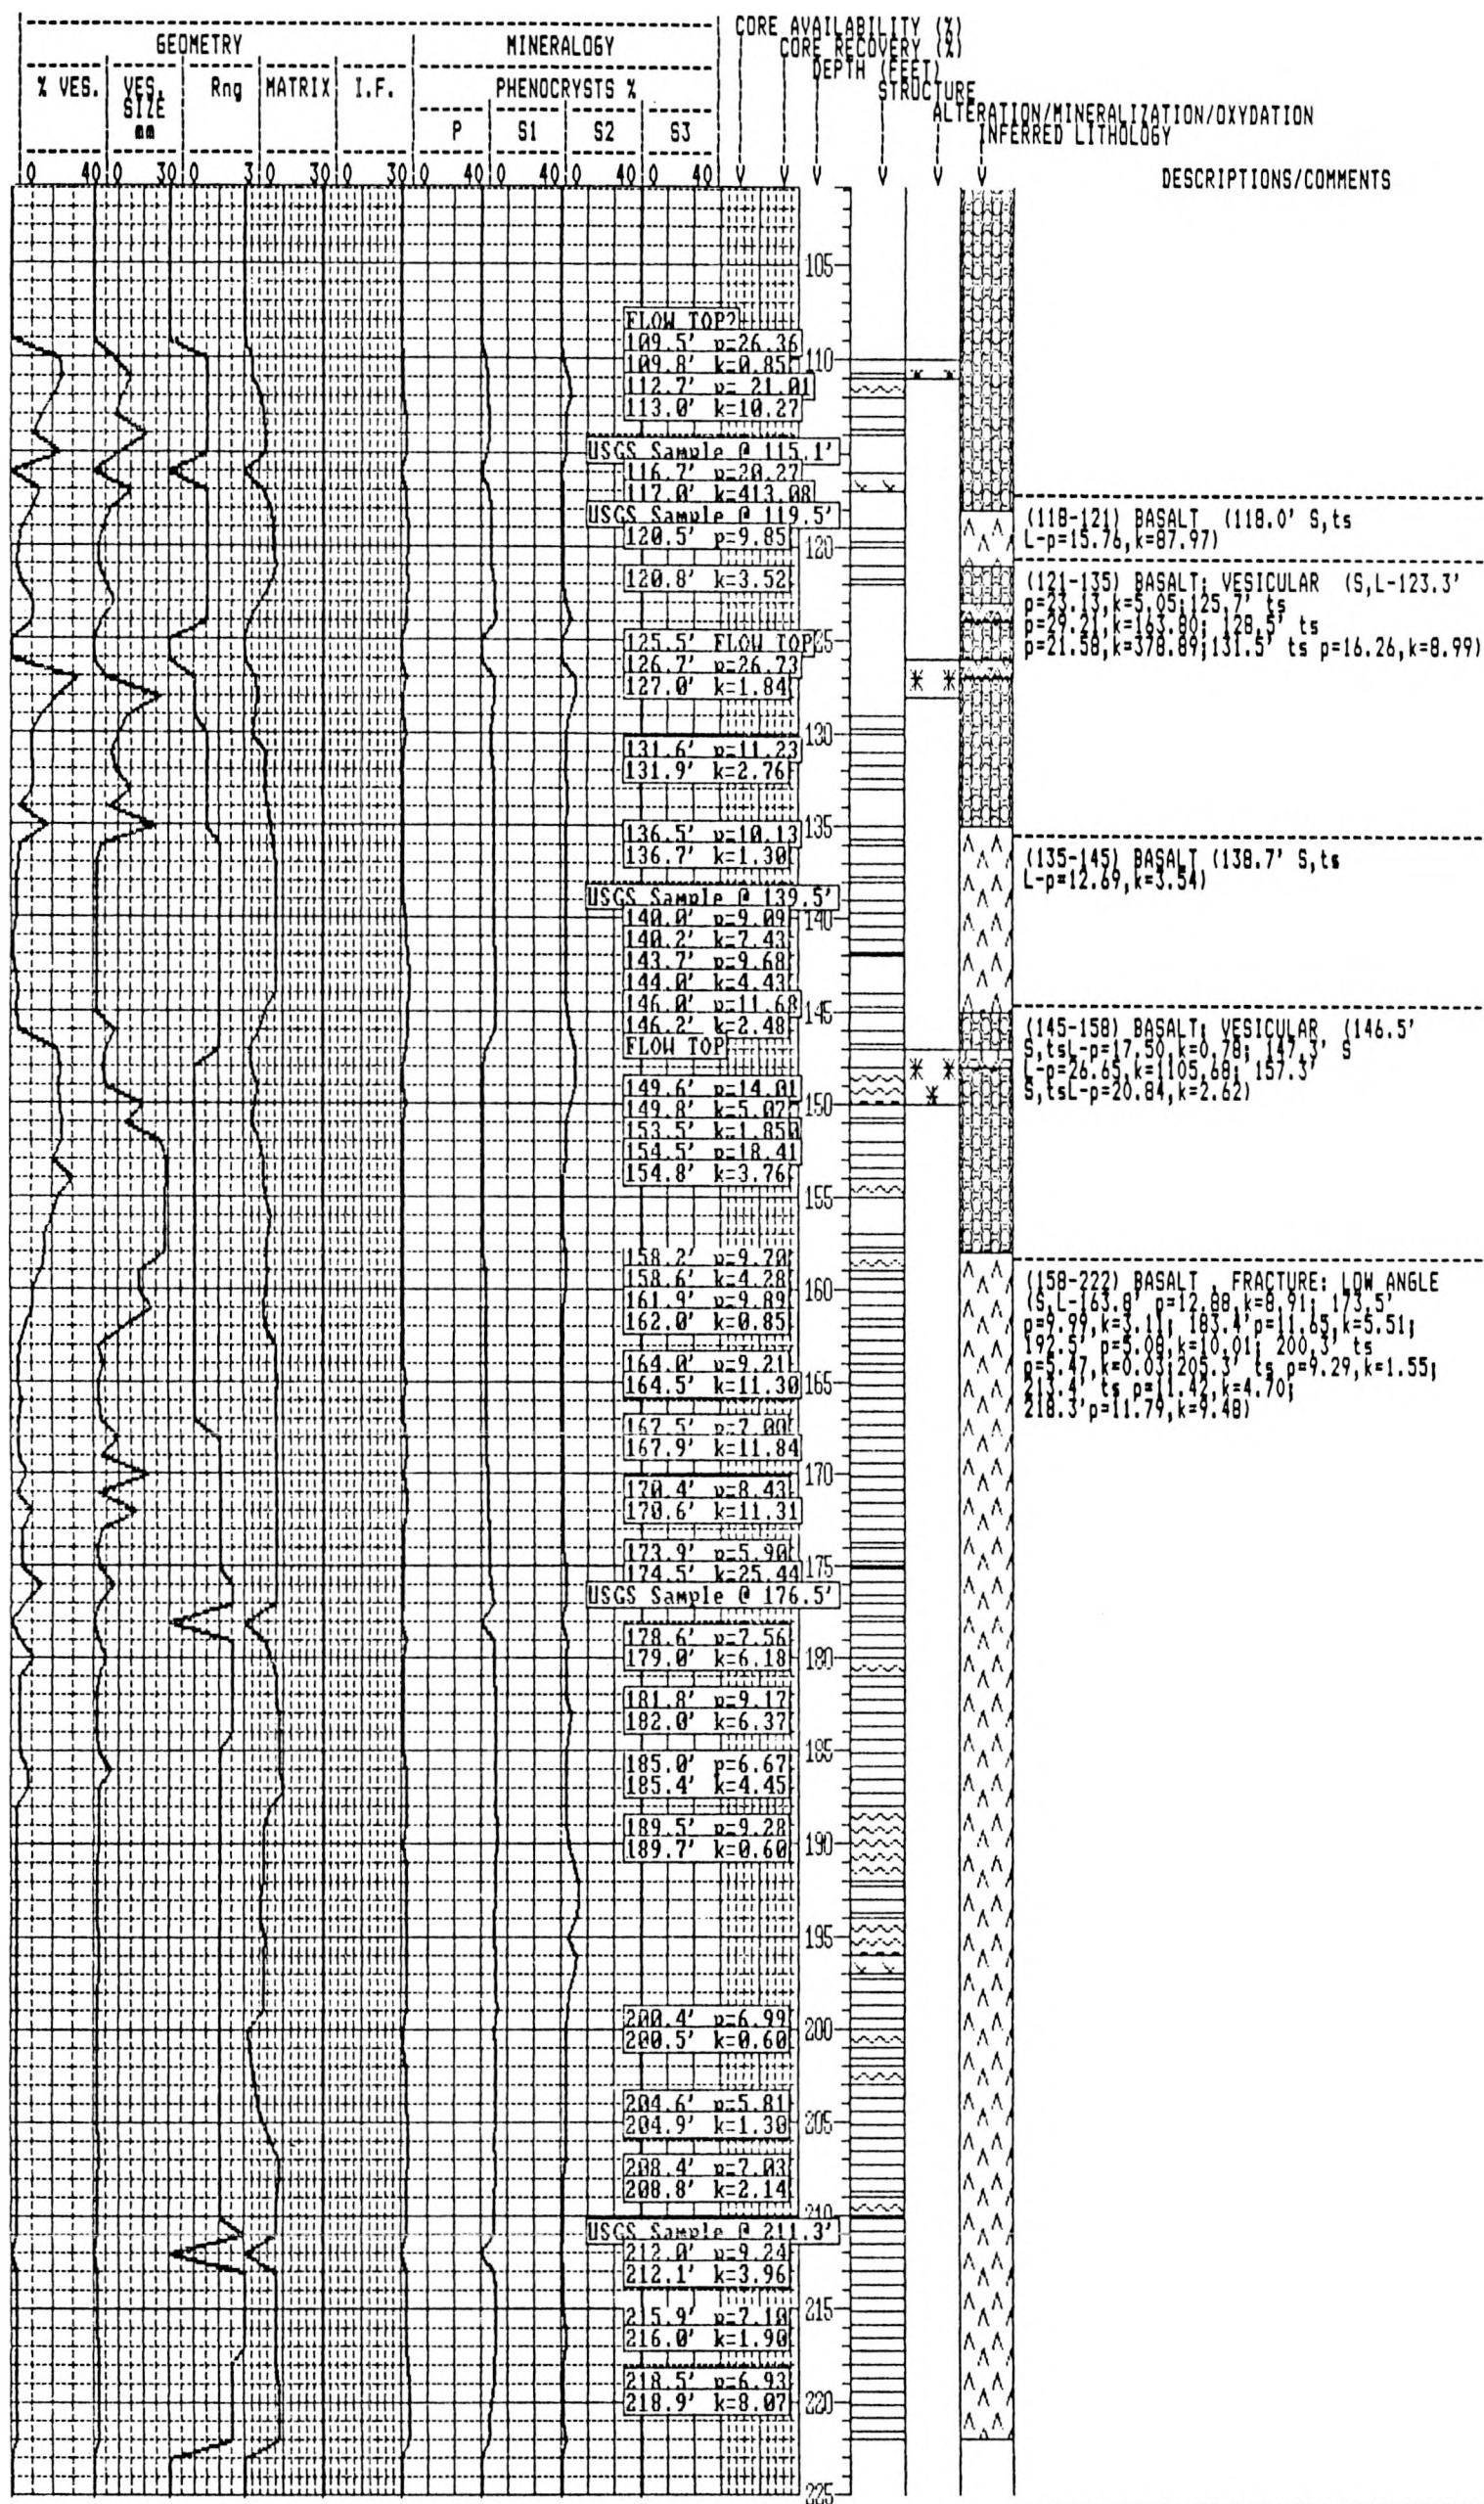 CORE AVAILABILITY (%)
GEOMETRY
MINERALOGY
CORE RECOVERY (%)
DEPTH (FEET)
% VES.
VES. SIZE mm
Rng
MATRIX
I.F.
PHENOCRYSTS %
STRUCTURE
ALTERATION/MINERALIZATION/OXYDATION
P
S1
S2
S3
INFERRED LITHOLOGY
0 40 0 30 0 30 30 30 40 40 40 40
DESCRIPTIONS/COMMENTS
105
FLOW TOP?
109.5' p=26.36
109.8' k=0.85
110
112.7' p= 21.01
113.0' k=10.27
USGS Sample @ 115.1'
116.7' p=20.27
117.0' k=413.08
USGS Sample @ 119.5'
(118-121) BASALT (118.0' S,ts
L-p=15.76,k=87.97)
120.5' p=9.85
120
120.8' k=3.52
(121-135) BASALT; VESICULAR (S,L-123.3'
p=23.13,k=5.05;125.7' ts
p=29.21,k=163.80; 128.5' ts
p=21.58,k=378.89;131.5' ts p=16.26,k=8.99)
125.5' FLOW TOP
125
126.7' p=26.73
127.0' k=1.84
130
131.6' p=11.23
131.9' k=2.76
135
136.5' p=10.13
136.7' k=1.30
(135-145) BASALT (138.7' S,ts
L-p=12.69,k=3.54)
USGS Sample @ 139.5'
140.0' p=9.09
140
140.2' k=7.43
143.7' p=9.68
144.0' k=4.43
146.0' p=11.68
145
146.2' k=2.48
FLOW TOP
(145-158) BASALT; VESICULAR (146.5'
S,tsL-p=17.50,k=0.78; 147.3' S
L-p=26.65,k=1105.68; 157.3'
S,tsL-p=20.84,k=2.62)
149.6' p=14.01
149.8' k=5.07
150
153.5' k=1.850
154.5' p=18.41
154.8' k=3.76
155
158.2' p=9.70
158.6' k=4.28
161.9' p=9.89
160
162.0' k=0.85
(158-222) BASALT , FRACTURE: LOW ANGLE
(S,L-163.8' p=12.88,k=8.91; 173.5'
p=9.99,k=3.11; 183.4'p=11.65,k=5.51;
192.5' p=5.08,k=10.01; 200.3' ts
p=5.47,k=0.03;205.3' ts p=9.29,k=1.55;
213.4' ts p=11.42,k=4.70;
218.3'p=11.79,k=9.48)
164.0' p=9.21
164.5' k=11.30
165
167.5' p=7.00
167.9' k=11.84
170
170.4' p=8.43
170.6' k=11.31
173.9' p=5.90
174.5' k=25.44
175
USGS Sample @ 176.5'
178.6' p=7.56
179.0' k=6.18
180
181.8' p=9.17
182.0' k=6.37
185
185.0' p=6.67
185.4' k=4.45
189.5' p=9.28
189.7' k=0.60
190
195
200.4' p=6.99
200
200.5' k=0.60
204.6' p=5.81
204.9' k=1.30
205
208.4' p=7.03
208.8' k=2.14
210
USGS Sample @ 211.3'
212.0' p=9.24
212.1' k=3.96
215.9' p=7.10
215
216.0' k=1.90
218.5' p=6.93
218.9' k=8.07
220
225